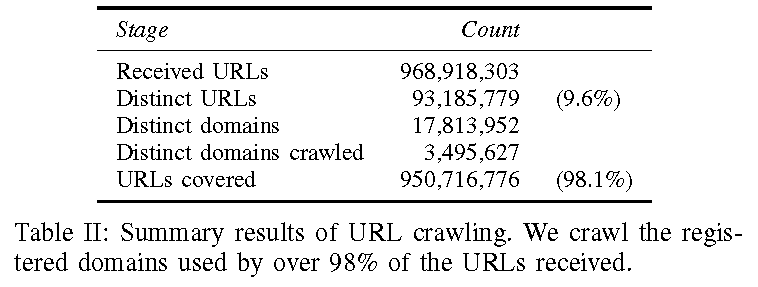 Stage Count
Received URLs 968,918,303
Distinct URLs 93,185,779 (9.6%)
Distinct domains 17,813,952
Distinct domains crawled 3,495,627
URLs covered 950,716,776 (98.1%)
Table II: Summary results of URL crawling. We crawl the regis-
tered domains used by over 98% of the URLs received.